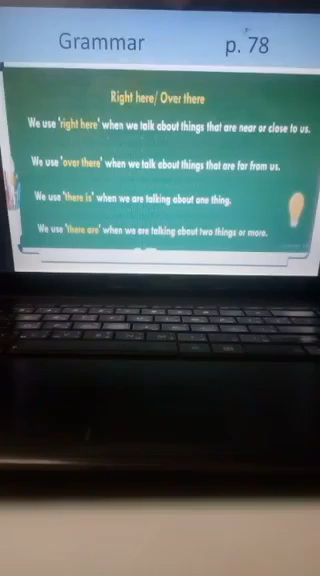 Grammar p. 78
Right here/ Over there
We use 'right here' when we talk about things that are near or close to us.
We use 'over there' when we talk about things that are far from us.
We use 'there is' when we are talking about one thing.
We use 'there are' when we are talking about two things or more.